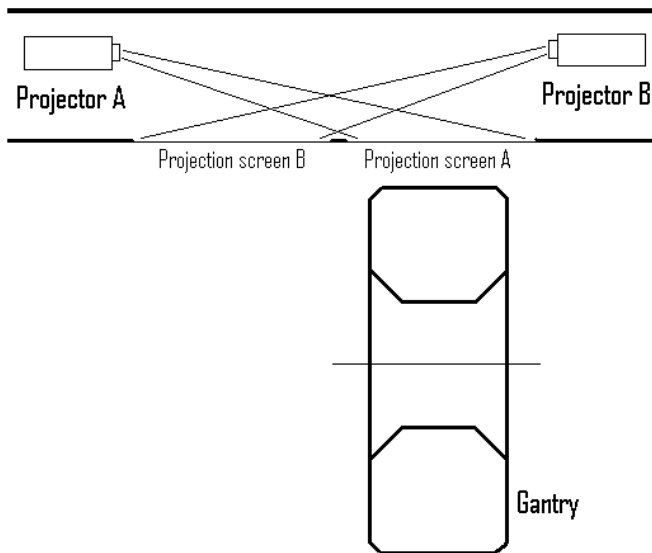 Projector A
Projector B
Projection screen B
Projection screen A
Gantry